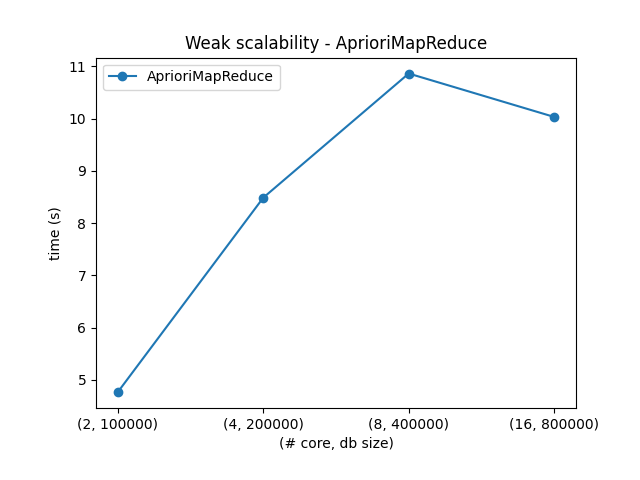 Weak scalability - AprioriMapReduce
AprioriMapReduce
11
10
9
8
7
6
5
time (s)
(2, 100000)
(4, 200000)
(8, 400000)
(16, 800000)
(# core, db size)